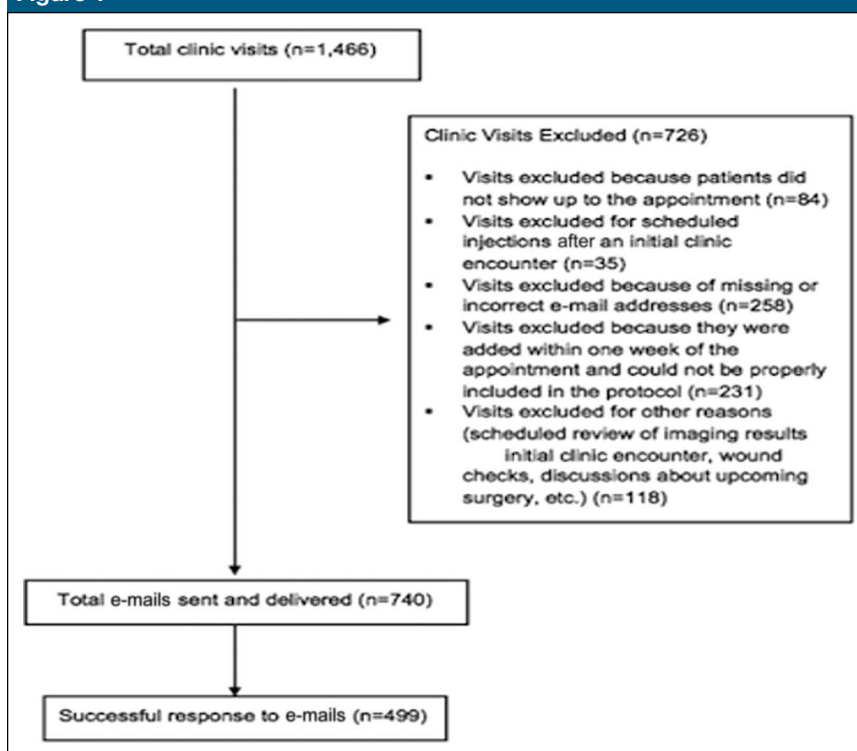 Total clinic visits (n=1,466)
Clinic Visits Excluded (n=726)
• Visits excluded because patients did
not show up to the appointment (n=84)
• Visits excluded for scheduled
injections after an initial clinic
encounter (n=35)
• Visits excluded because of missing or
incorrect e-mail addresses (n=258)
• Visits excluded because they were
added within one week of the
appointment and could not be properly
included in the protocol (n=231)
• Visits excluded for other reasons
(scheduled review of imaging results
initial clinic encounter, wound
checks, discussions about upcoming
surgery, etc.) (n=118)
Total e-mails sent and delivered (n=740)
Successful response to e-mails (n=499)